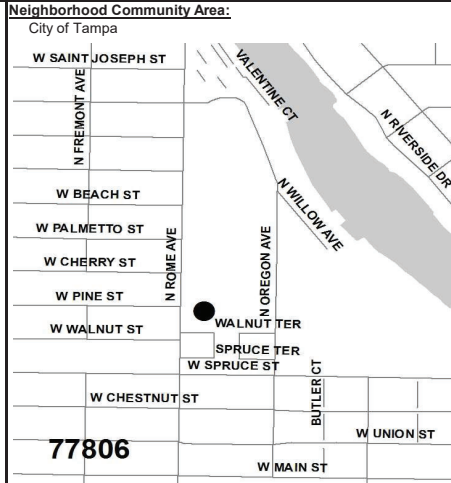 Neighborhood Community Area:
City of Tampa
W SAINT JOSEPH ST
VALENTINE CT
N FREMONT AVE
N RIVERSIDE DR
W BEACH ST
N WILLOW AVE
W PALMETTO ST
N ROME AVE
N OREGON AVE
W CHERRY ST
W PINE ST
WALNUT TER
W WALNUT ST
SPRUCE TER
W SPRUCE ST
BUTLER CT
W CHESTNUT ST
W UNION ST
77806
W MAIN ST